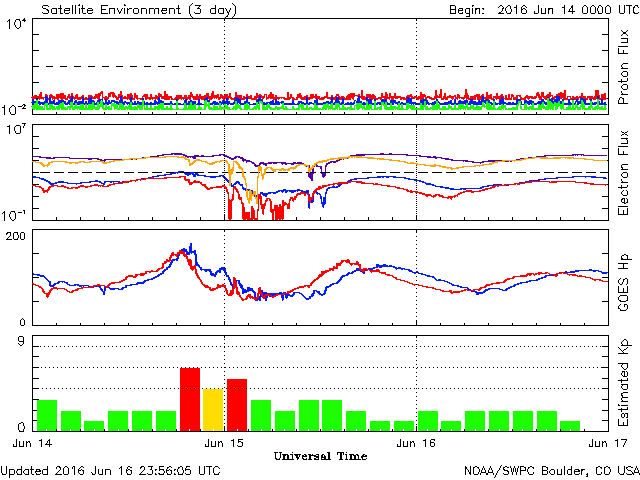 Satellite Environment (3 day)
Begin: 2016 Jun 14 0000 UTC
10⁴
10⁻²
Proton Flux
10⁷
10⁻¹
Electron Flux
200
0
GOES Hp
9
0
Estimated Kp
Jun 14 Jun 15 Jun 16 Jun 17
Universal Time
Updated 2016 Jun 16 23:56:05 UTC
NOAA/SWPC Boulder, CO USA